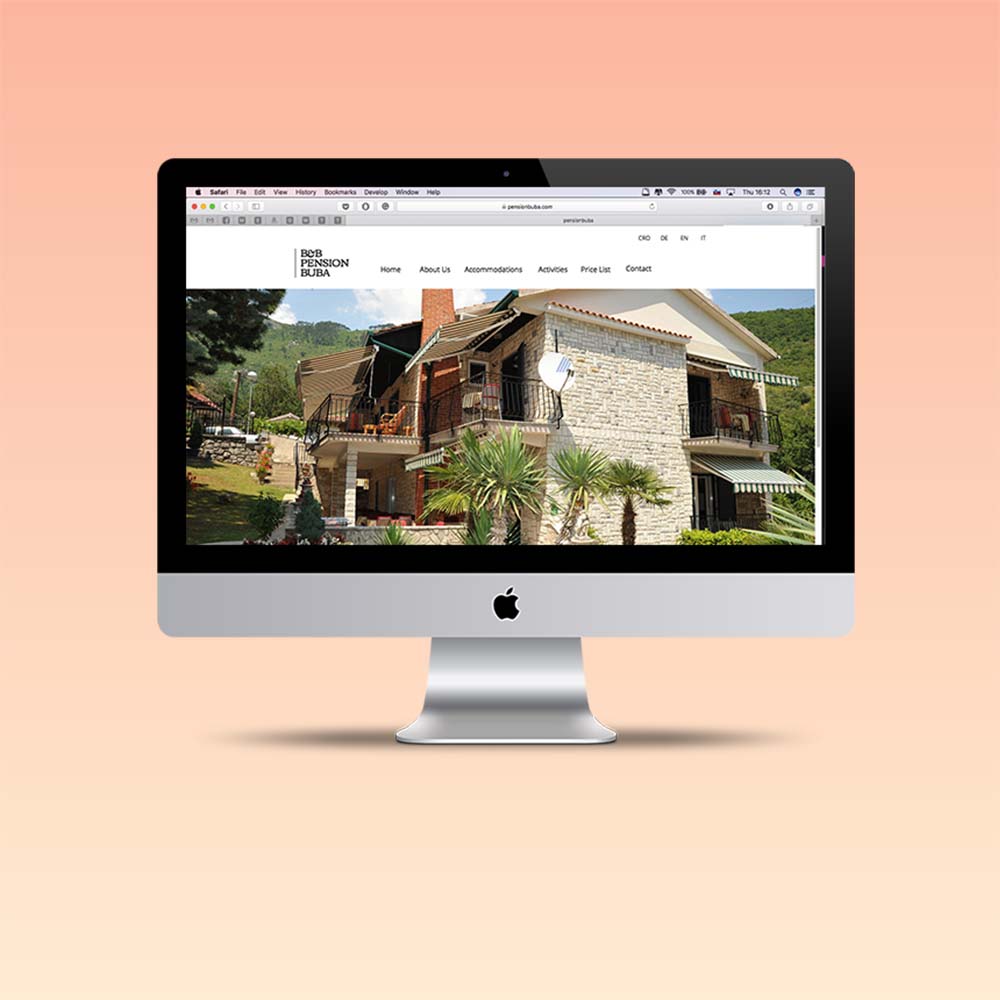 Safari File Edit View History Bookmarks Develop Window Help 100% Thu 16:12
pensionbuba.com
pensionbuba
CRO DE EN IT
B&B
PENSION
BUBA
Home About Us Accommodations Activities Price List Contact